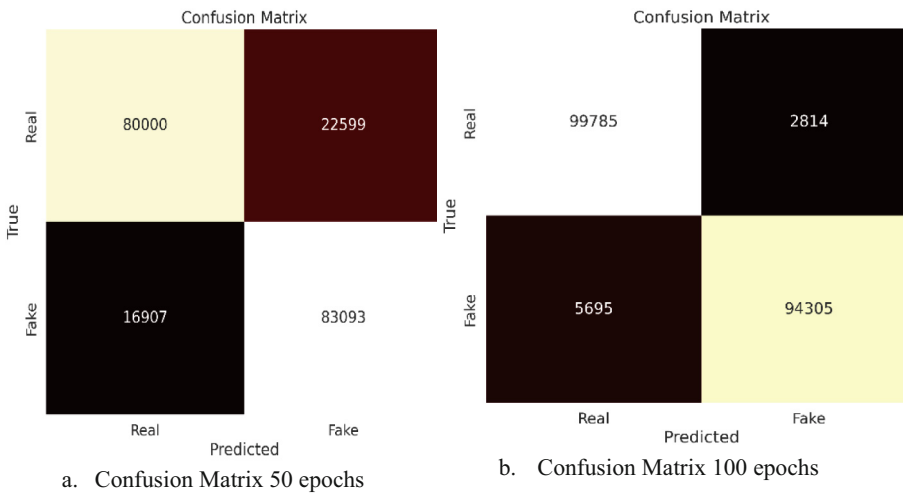 Confusion Matrix
Real
80000
22599
True
Fake
16907
83093
Real
Fake
Predicted
a. Confusion Matrix 50 epochs
Confusion Matrix
Real
99785
2814
True
Fake
5695
94305
Real
Fake
Predicted
b. Confusion Matrix 100 epochs